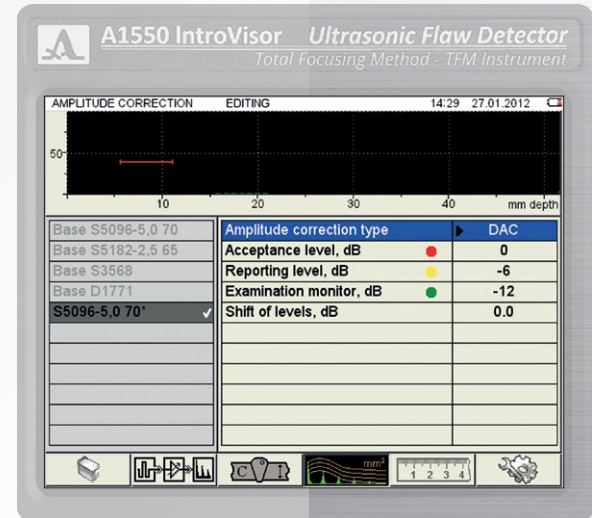 A1550 IntroVisor Ultrasonic Flaw Detector
Total Focusing Method - TFM Instrument
AMPLITUDE CORRECTION EDITING 14:29 27.01.2012
50
10 20 30 40 mm depth
Base S5096-5,0 70 Amplitude correction type DAC
Base S5182-2,5 65 Acceptance level, dB 0
Base S3568 Reporting level, dB -6
Base D1771 Examination monitor, dB -12
S5096-5,0 70* Shift of levels, dB 0.0
C mm²
1 2 3 4